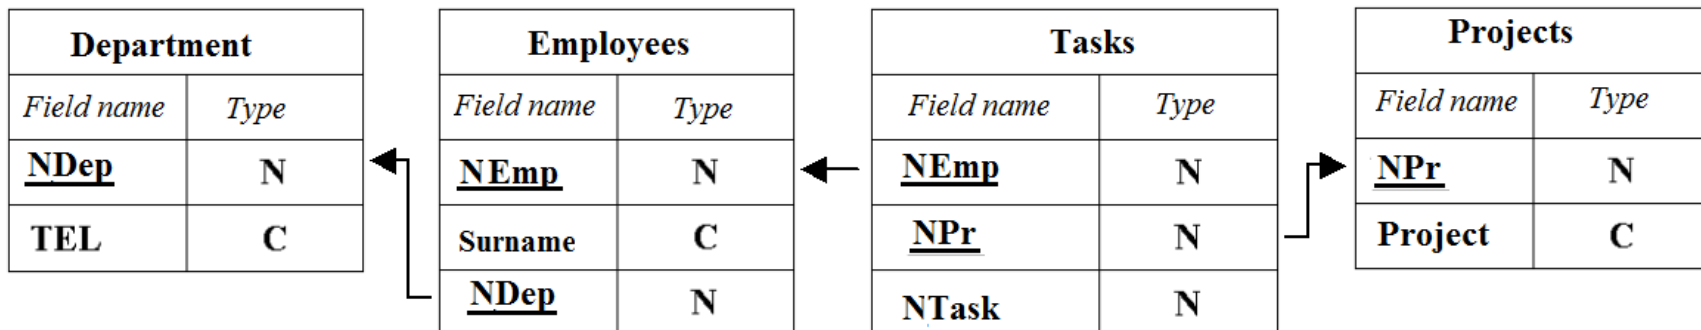 Department
Field name Type
NDep N
TEL C
Employees
Field name Type
NEmp N
Surname C
NDep N
Tasks
Field name Type
NEmp N
NPr N
NTask N
Projects
Field name Type
NPr N
Project C